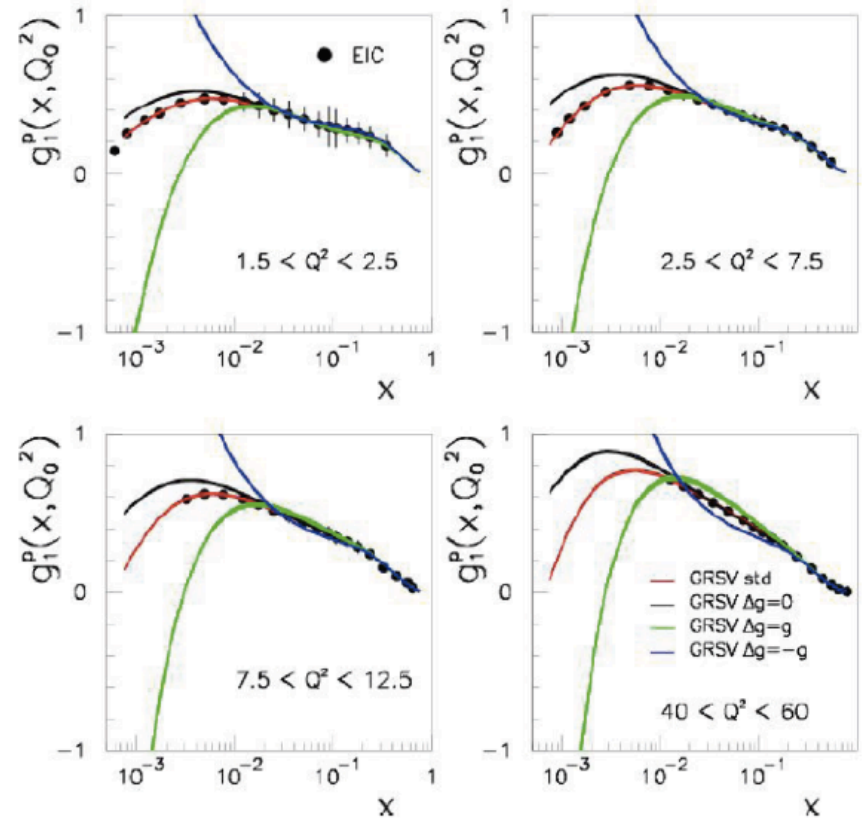 1
0
-1
g₁ᵖ(x, Q₀²)
EIC
1.5 < Q² < 2.5
10⁻³ 10⁻² 10⁻¹ 1
x
1
0
-1
g₁ᵖ(x, Q₀²)
2.5 < Q² < 7.5
10⁻³ 10⁻² 10⁻¹ 1
x
1
0
-1
g₁ᵖ(x, Q₀²)
7.5 < Q² < 12.5
10⁻³ 10⁻² 10⁻¹ 1
x
1
0
-1
g₁ᵖ(x, Q₀²)
GRSV std
GRSV Δg=0
GRSV Δg=g
GRSV Δg=-g
40 < Q² < 60
10⁻³ 10⁻² 10⁻¹ 1
x